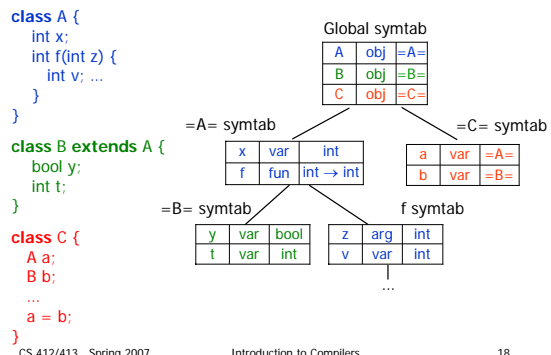 class A {
int x;
int f(int z) {
int v; ...
}
}
class B extends A {
bool y;
int t;
}
class C {
A a;
B b;
...
a = b;
}
Global symtab
A obj =A=
B obj =B=
C obj =C=
=A= symtab
x var int
f fun int → int
=C= symtab
a var =A=
b var =B=
=B= symtab
y var bool
t var int
f symtab
z arg int
v var int
...
CS 412/413 Spring 2007 Introduction to Compilers 18